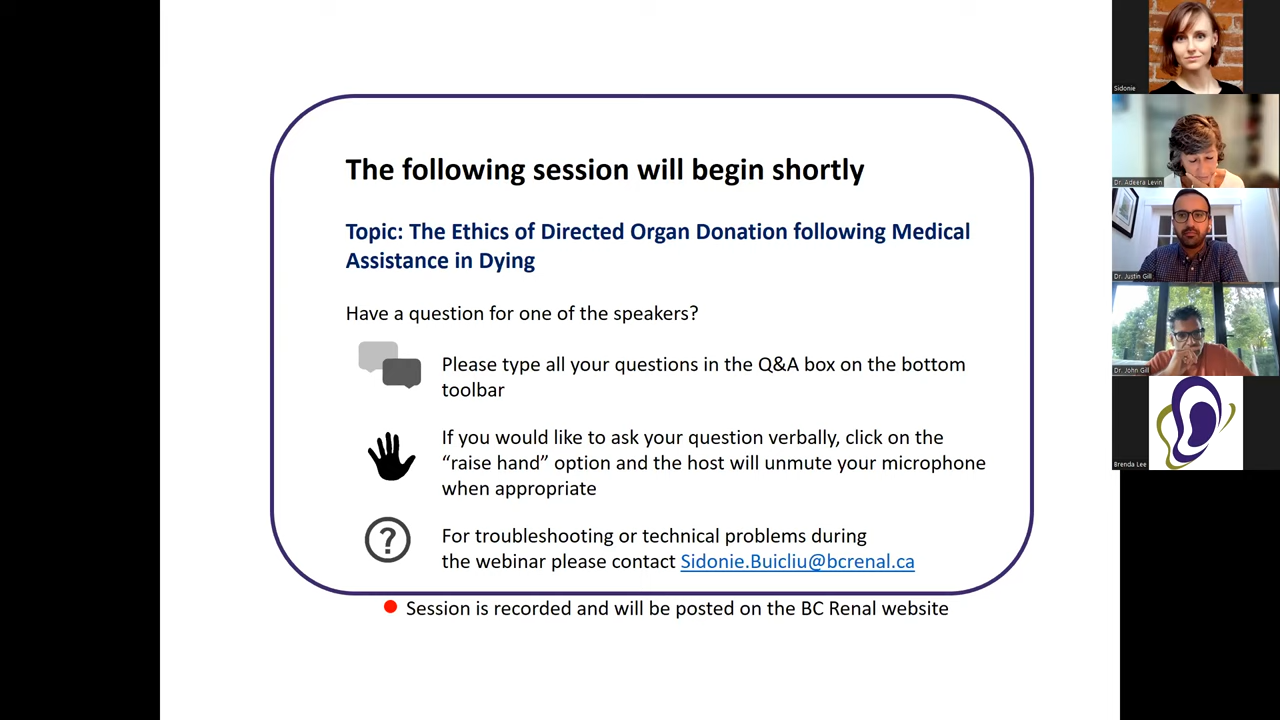 The following session will begin shortly
Topic: The Ethics of Directed Organ Donation following Medical
Assistance in Dying
Have a question for one of the speakers?
Please type all your questions in the Q&A box on the bottom
toolbar
If you would like to ask your question verbally, click on the
“raise hand” option and the host will unmute your microphone
when appropriate
?
For troubleshooting or technical problems during
the webinar please contact Sidonie.Buicliu@bcrenal.ca
Session is recorded and will be posted on the BC Renal website
Sidonie
Dr. Adeera Levin
Dr. Justin Gill
Dr. John Gill
Brenda Lee